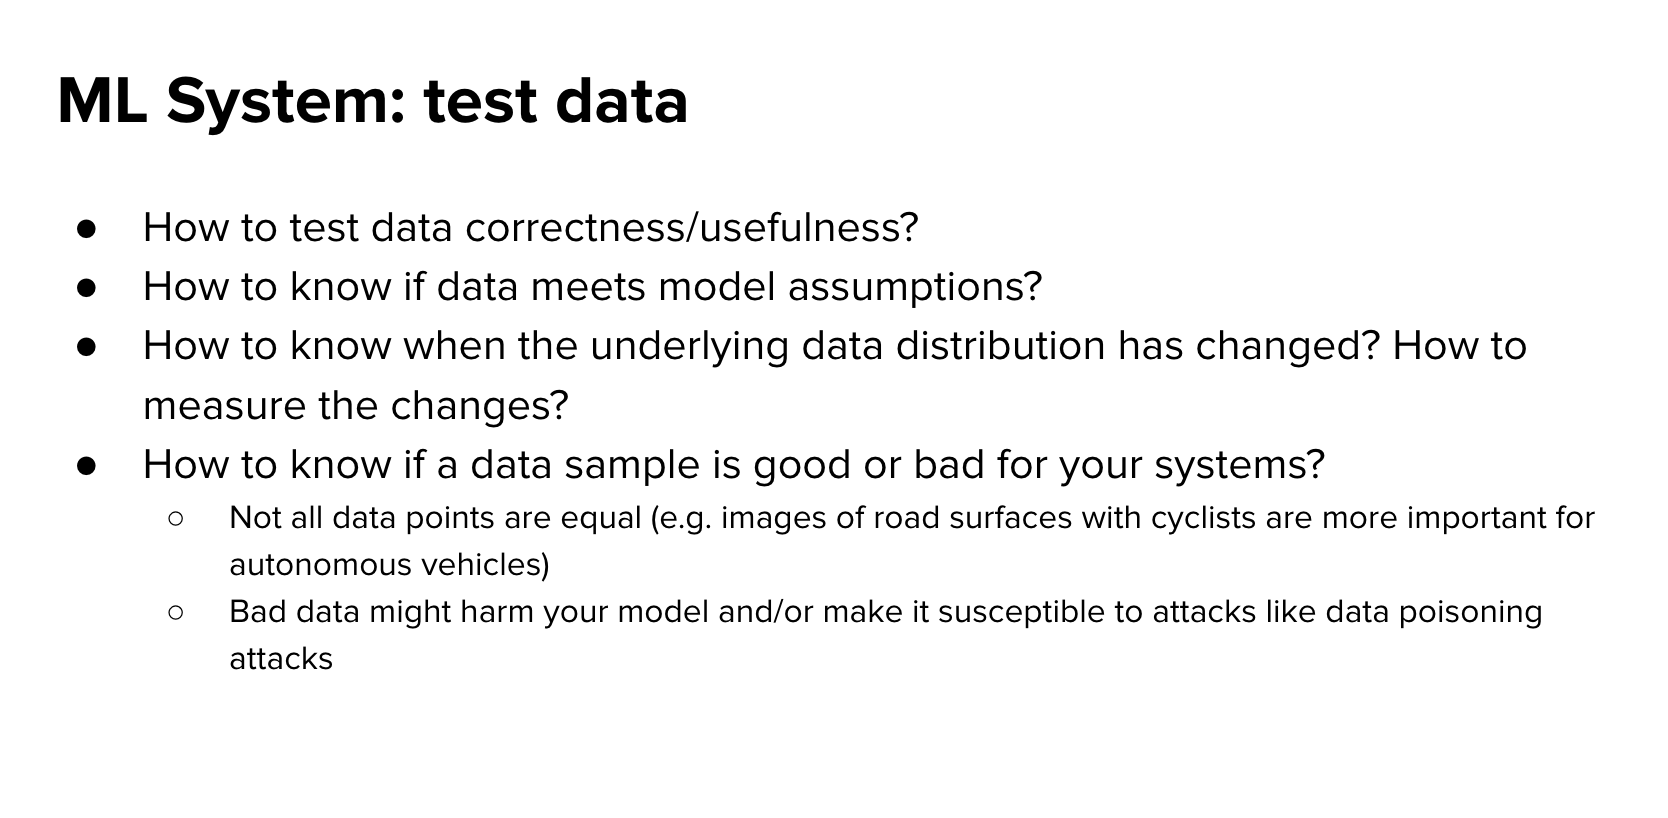 ML System: test data
● How to test data correctness/usefulness?
● How to know if data meets model assumptions?
● How to know when the underlying data distribution has changed? How to
measure the changes?
● How to know if a data sample is good or bad for your systems?
○ Not all data points are equal (e.g. images of road surfaces with cyclists are more important for
autonomous vehicles)
○ Bad data might harm your model and/or make it susceptible to attacks like data poisoning
attacks